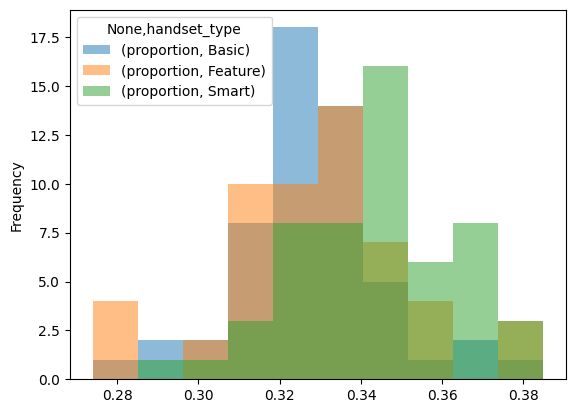 None,handset_type
(proportion, Basic)
(proportion, Feature)
(proportion, Smart)
Frequency
17.5
15.0
12.5
10.0
7.5
5.0
2.5
0.0
0.28 0.30 0.32 0.34 0.36 0.38